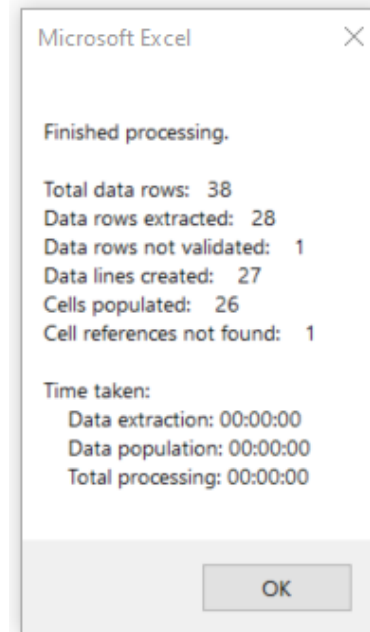 Microsoft Excel
Finished processing.
Total data rows: 38
Data rows extracted: 28
Data rows not validated: 1
Data lines created: 27
Cells populated: 26
Cell references not found: 1
Time taken:
Data extraction: 00:00:00
Data population: 00:00:00
Total processing: 00:00:00
OK